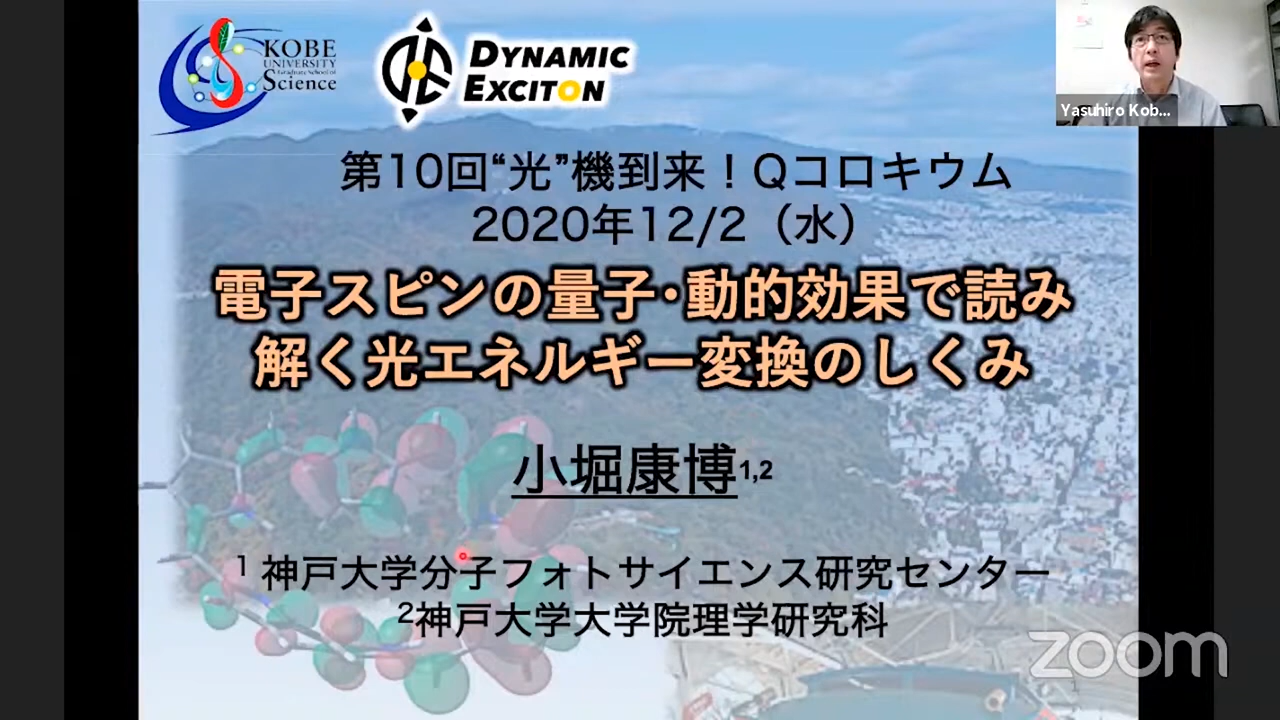 KOBE
UNIVERSITY
Graduate School of
Science
DYNAMIC
EXCITON
Yasuhiro Kob...
第10回“光”機到来！Qコロキウム
2020年12/2（水）
電子スピンの量子･動的効果で読み
解く光エネルギー変換のしくみ
小堀康博1,2
1 神戸大学分子フォトサイエンス研究センター
2神戸大学大学院理学研究科
zoom
1